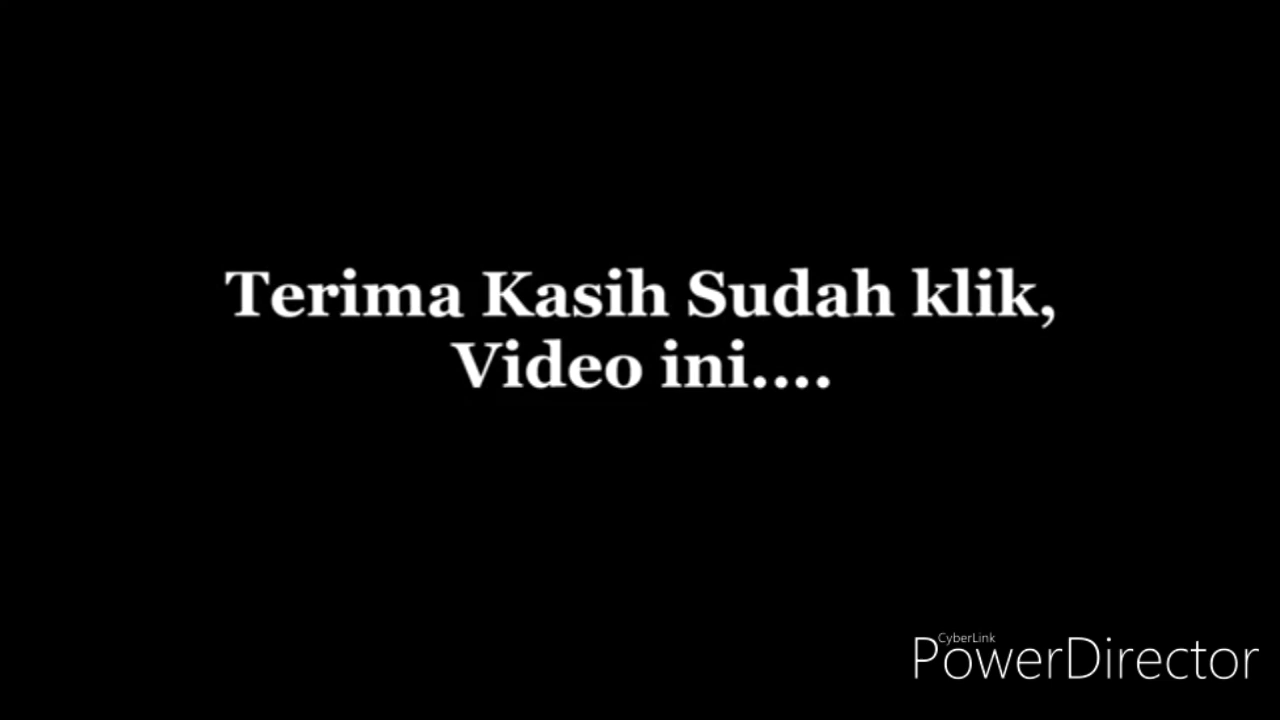 Terima Kasih Sudah klik,
Video ini....
CyberLink
PowerDirector